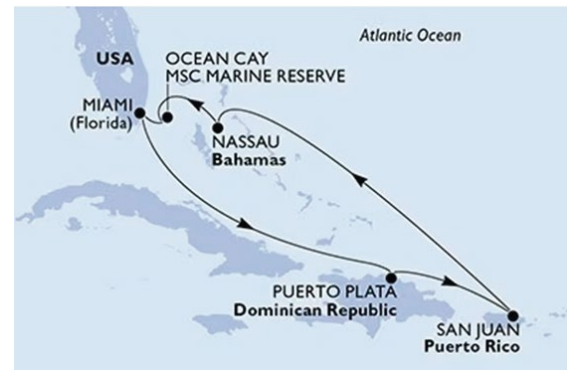 Atlantic Ocean
USA
OCEAN CAY
MSC MARINE RESERVE
MIAMI
(Florida)
NASSAU
Bahamas
PUERTO PLATA
Dominican Republic
SAN JUAN
Puerto Rico